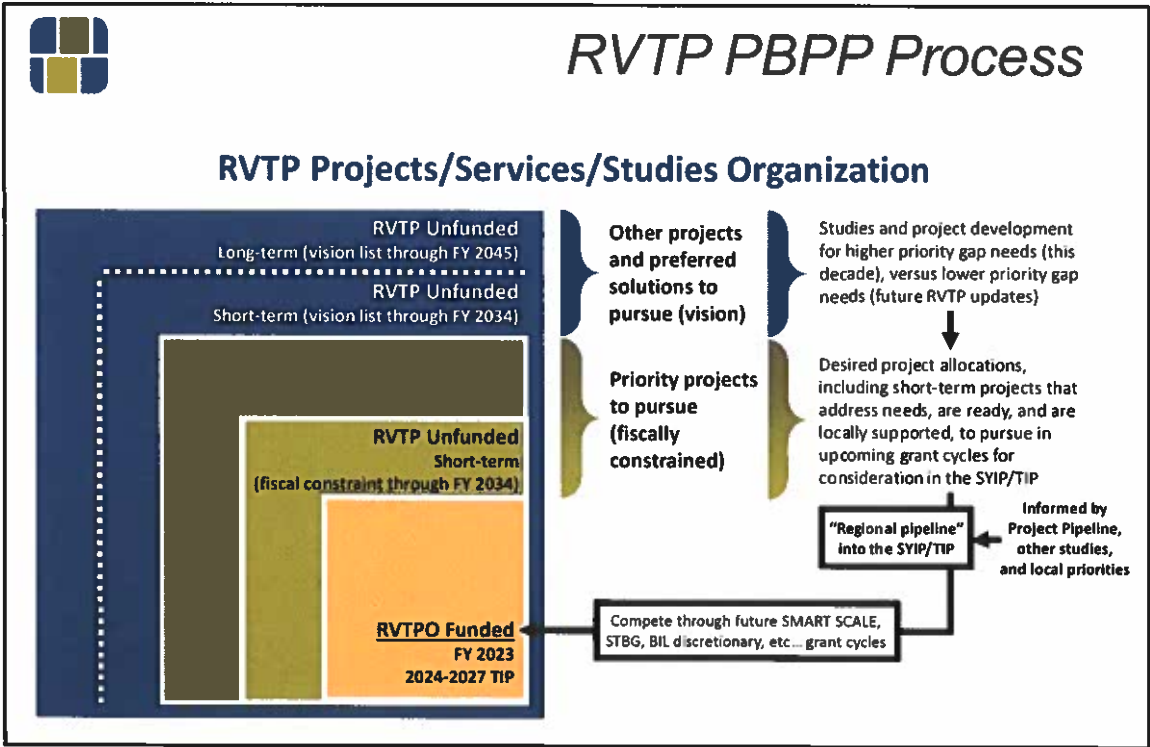 RVTP PBPP Process
RVTP Projects/Services/Studies Organization
RVTP Unfunded
Long-term (vision list through FY 2045)
RVTP Unfunded
Short-term (vision list through FY 2034)
RVTP Unfunded
Short-term
(fiscal constraint through FY 2034)
RVTPO Funded
FY 2023
2024-2027 TIP
Other projects
and preferred
solutions to
pursue (vision)
Priority projects
to pursue
(fiscally
constrained)
Studies and project development
for higher priority gap needs (this
decade), versus lower priority gap
needs (future RVTP updates)
Desired project allocations,
including short-term projects that
address needs, are ready, and are
locally supported, to pursue in
upcoming grant cycles for
consideration in the SYIP/TIP
"Regional pipeline"
into the SYIP/TIP
Informed by
Project Pipeline,
other studies,
and local priorities
Compete through future SMART SCALE,
STBG, BIL discretionary, etc... grant cycles